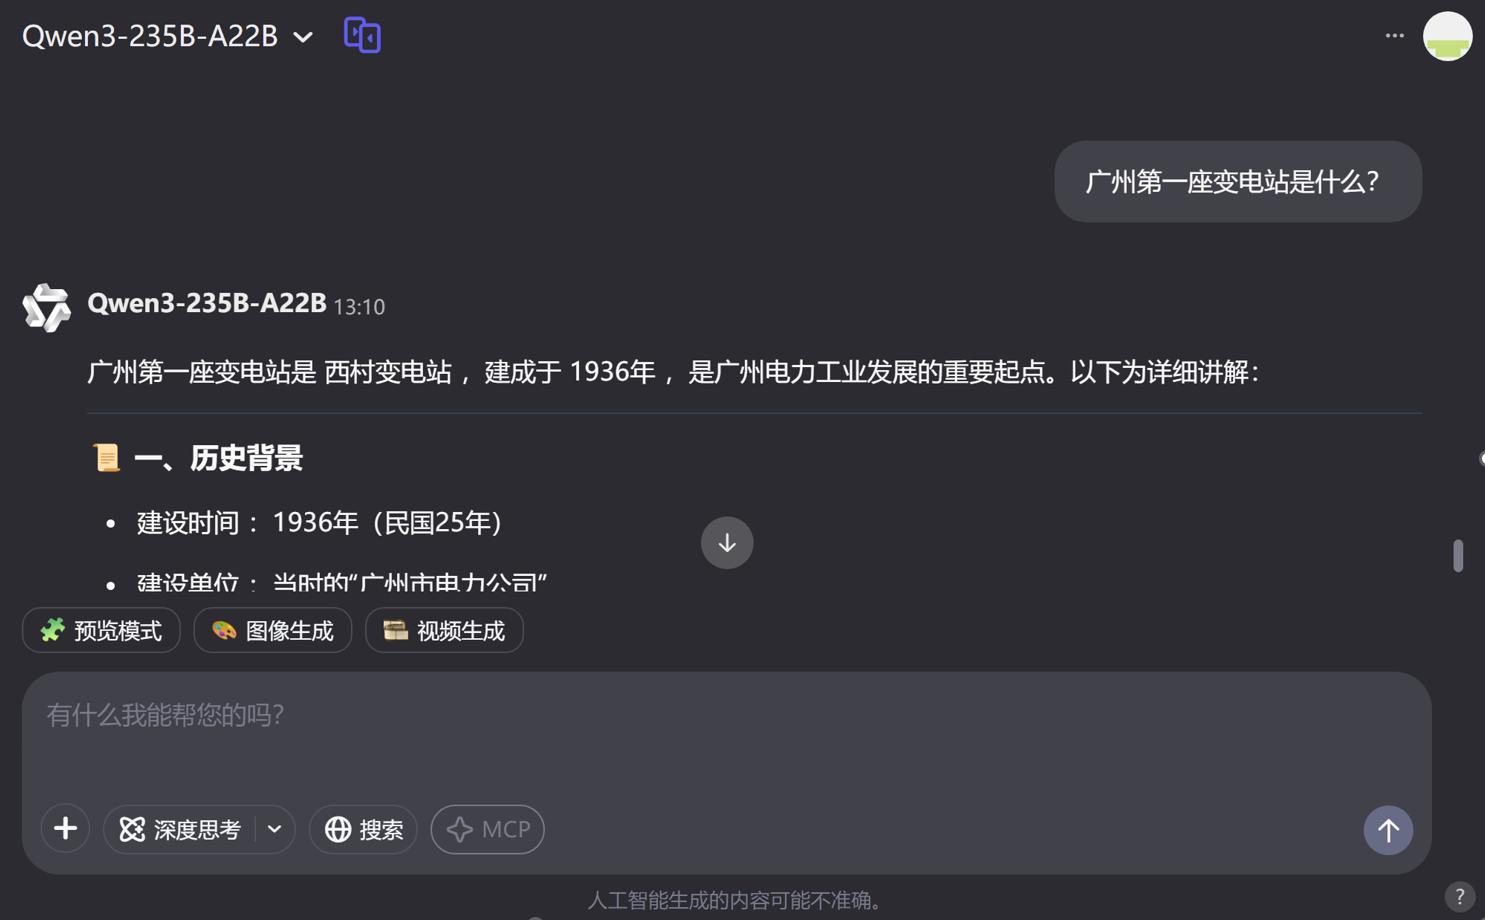 Qwen3-235B-A22B
广州第一座变电站是什么？
Qwen3-235B-A22B 13:10
广州第一座变电站是 西村变电站 ，建成于 1936年 ，是广州电力工业发展的重要起点。以下为详细讲解：
一、历史背景
建设时间 ：1936年（民国25年）
建设单位 ：当时的“广州市电力公司”
预览模式 图像生成 视频生成
有什么我能帮您的吗？
深度思考 搜索 MCP
人工智能生成的内容可能不准确。
?